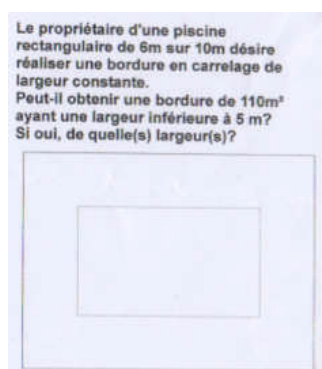 Le propriétaire d'une piscine
rectangulaire de 6m sur 10m désire
réaliser une bordure en carrelage de
largeur constante.
Peut-il obtenir une bordure de 110m²
ayant une largeur inférieure à 5 m?
Si oui, de quelle(s) largeur(s)?